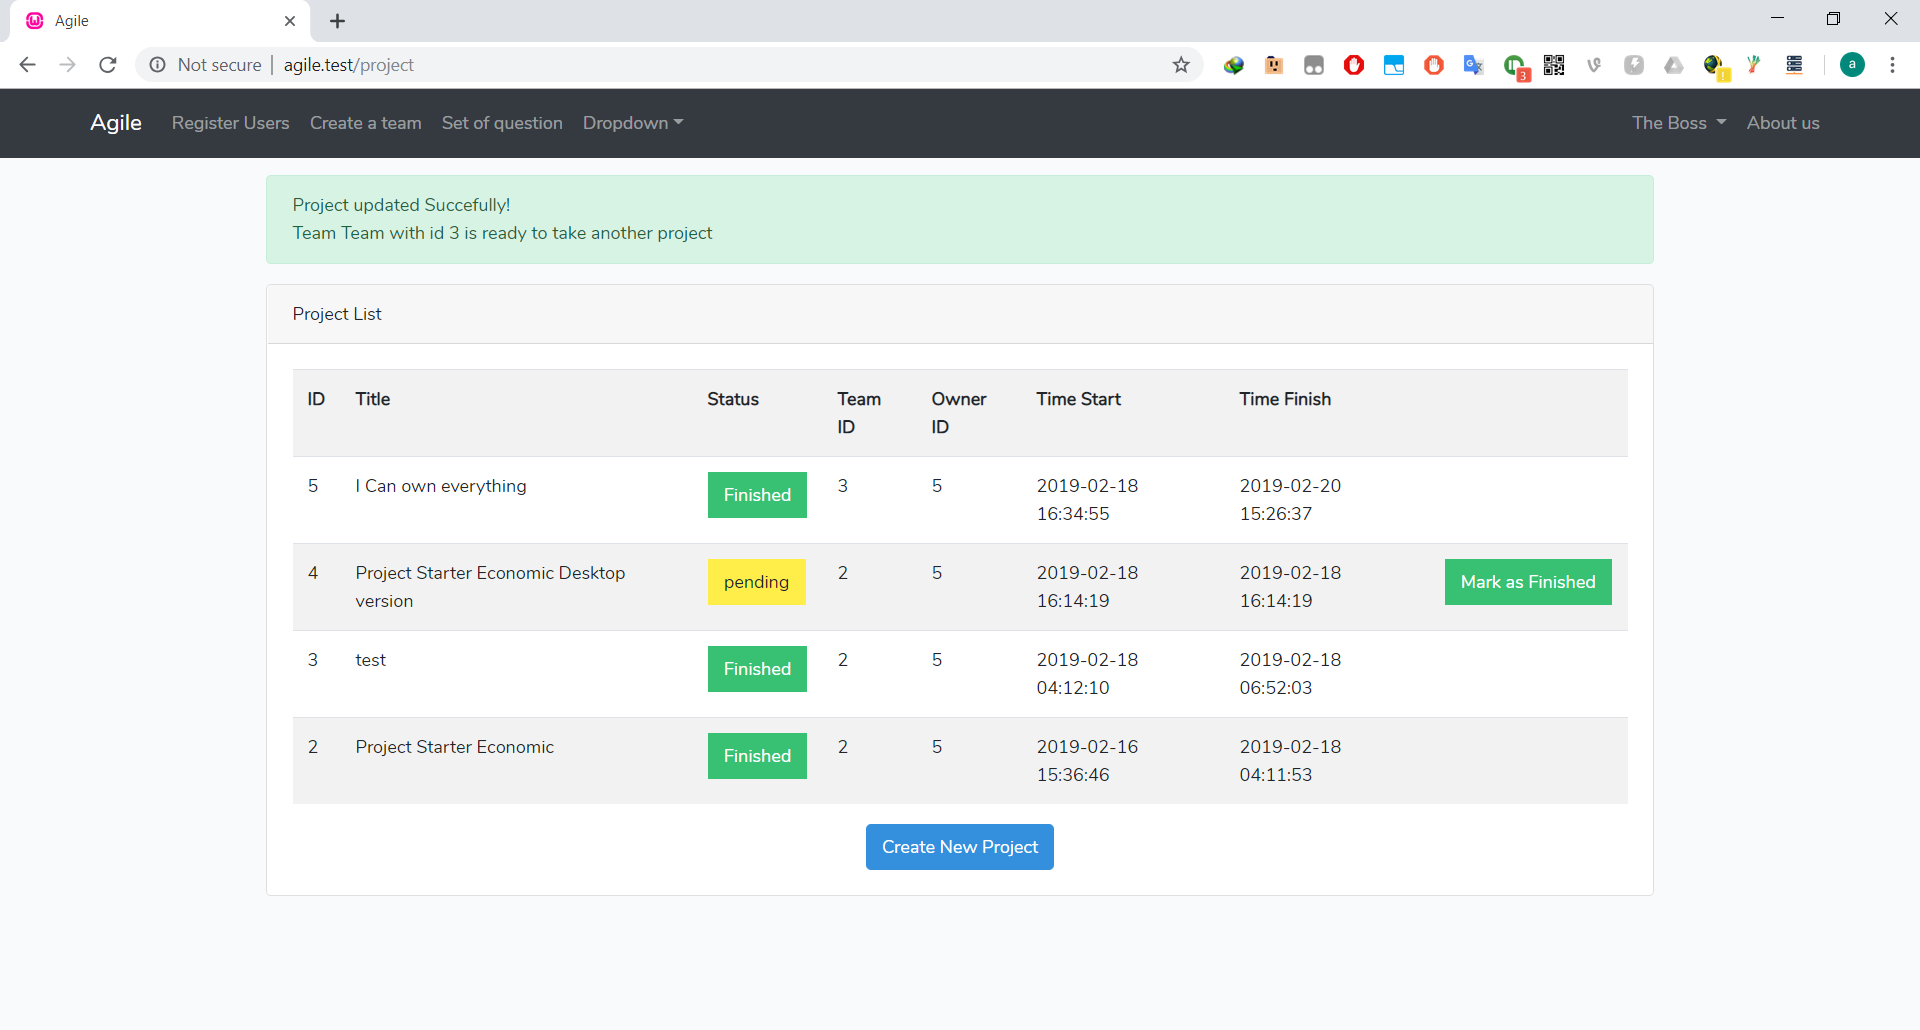 Agile
Not secure | agile.test/project
3
a
Agile Register Users Create a team Set of question Dropdown The Boss About us
Project updated Succefully!
Team Team with id 3 is ready to take another project
Project List
ID Title Status Team ID Owner ID Time Start Time Finish
5 I Can own everything Finished 3 5 2019-02-18 16:34:55 2019-02-20 15:26:37
4 Project Starter Economic Desktop version pending 2 5 2019-02-18 16:14:19 2019-02-18 16:14:19 Mark as Finished
3 test Finished 2 5 2019-02-18 04:12:10 2019-02-18 06:52:03
2 Project Starter Economic Finished 2 5 2019-02-16 15:36:46 2019-02-18 04:11:53
Create New Project